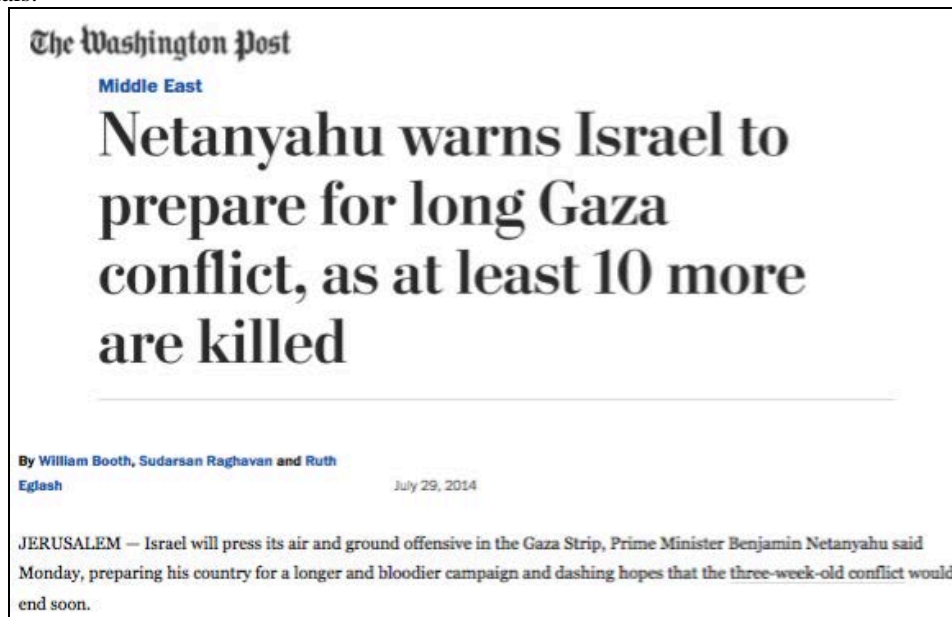 The Washington Post
Middle East
Netanyahu warns Israel to
prepare for long Gaza
conflict, as at least 10 more
are killed
By William Booth, Sudarsan Raghavan and Ruth
Eglash July 29, 2014
JERUSALEM — Israel will press its air and ground offensive in the Gaza Strip, Prime Minister Benjamin Netanyahu said
Monday, preparing his country for a longer and bloodier campaign and dashing hopes that the three-week-old conflict would
end soon.